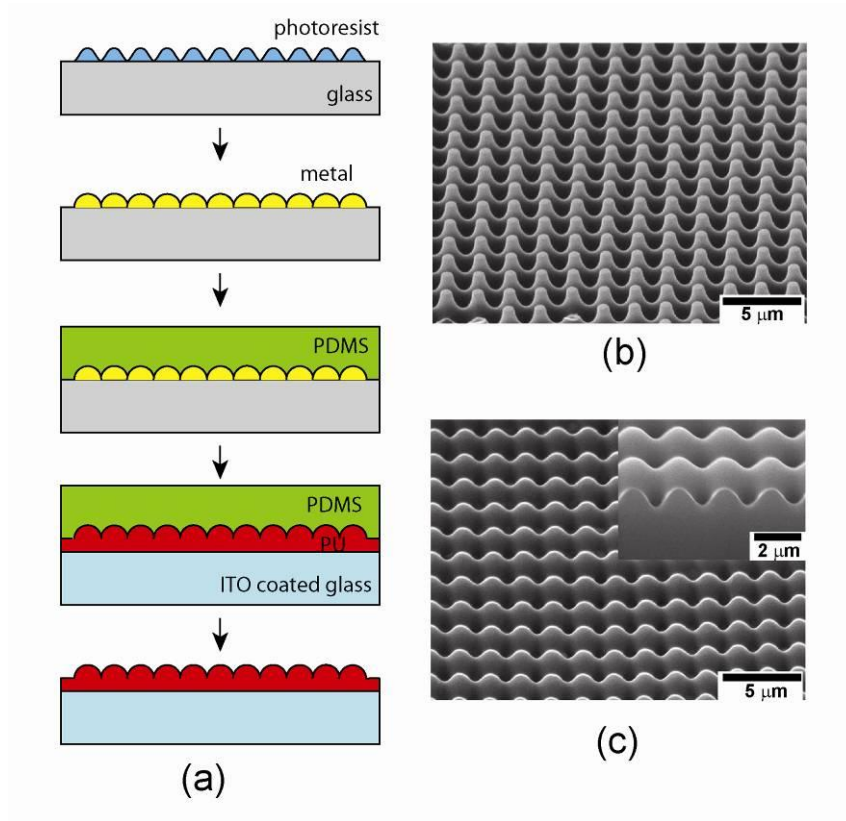 photoresist
glass
metal
PDMS
PDMS
PU
ITO coated glass
(a)
5 μm
(b)
2 μm
5 μm
(c)